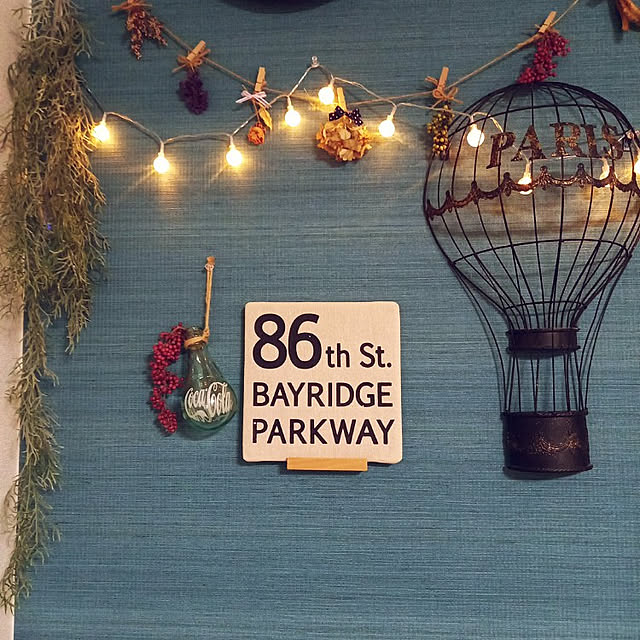 PARIS
86th St.
BAYRIDGE
PARKWAY
Coca-Cola